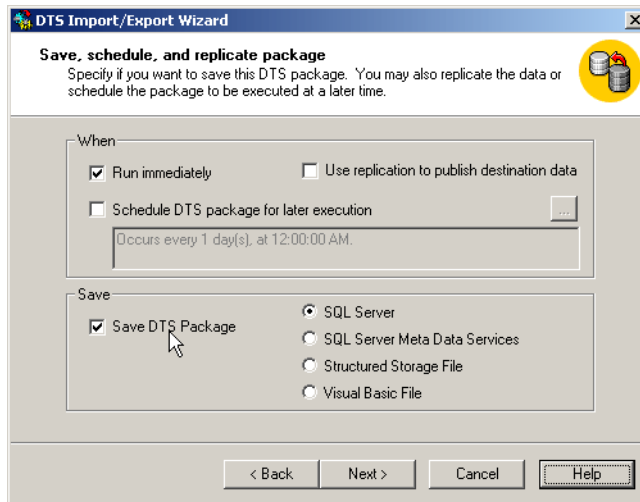 DTS Import/Export Wizard
Save, schedule, and replicate package
Specify if you want to save this DTS package. You may also replicate the data or
schedule the package to be executed at a later time.
When
Run immediately
Use replication to publish destination data
Schedule DTS package for later execution
...
Occurs every 1 day(s), at 12:00:00 AM.
Save
Save DTS Package
SQL Server
SQL Server Meta Data Services
Structured Storage File
Visual Basic File
< Back
Next >
Cancel
Help